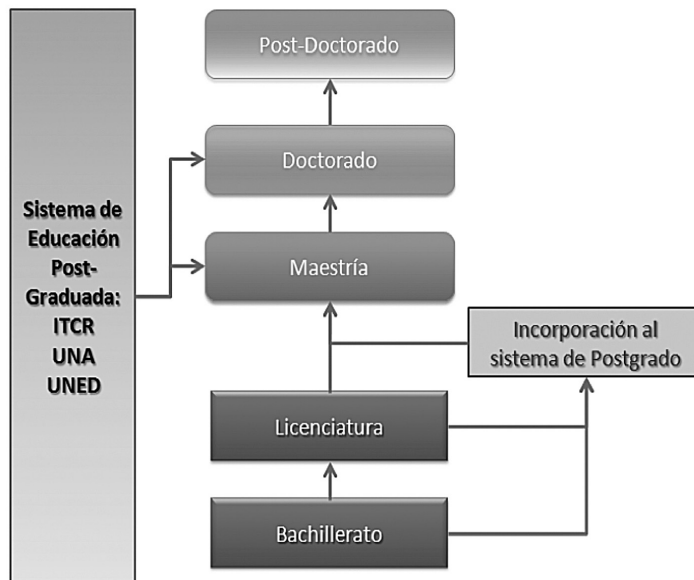 Post-Doctorado
Doctorado
Sistema de
Educación
Post-
Graduada:
ITCR
UNA
UNED
Maestría
Incorporación al
sistema de Postgrado
Licenciatura
Bachillerato